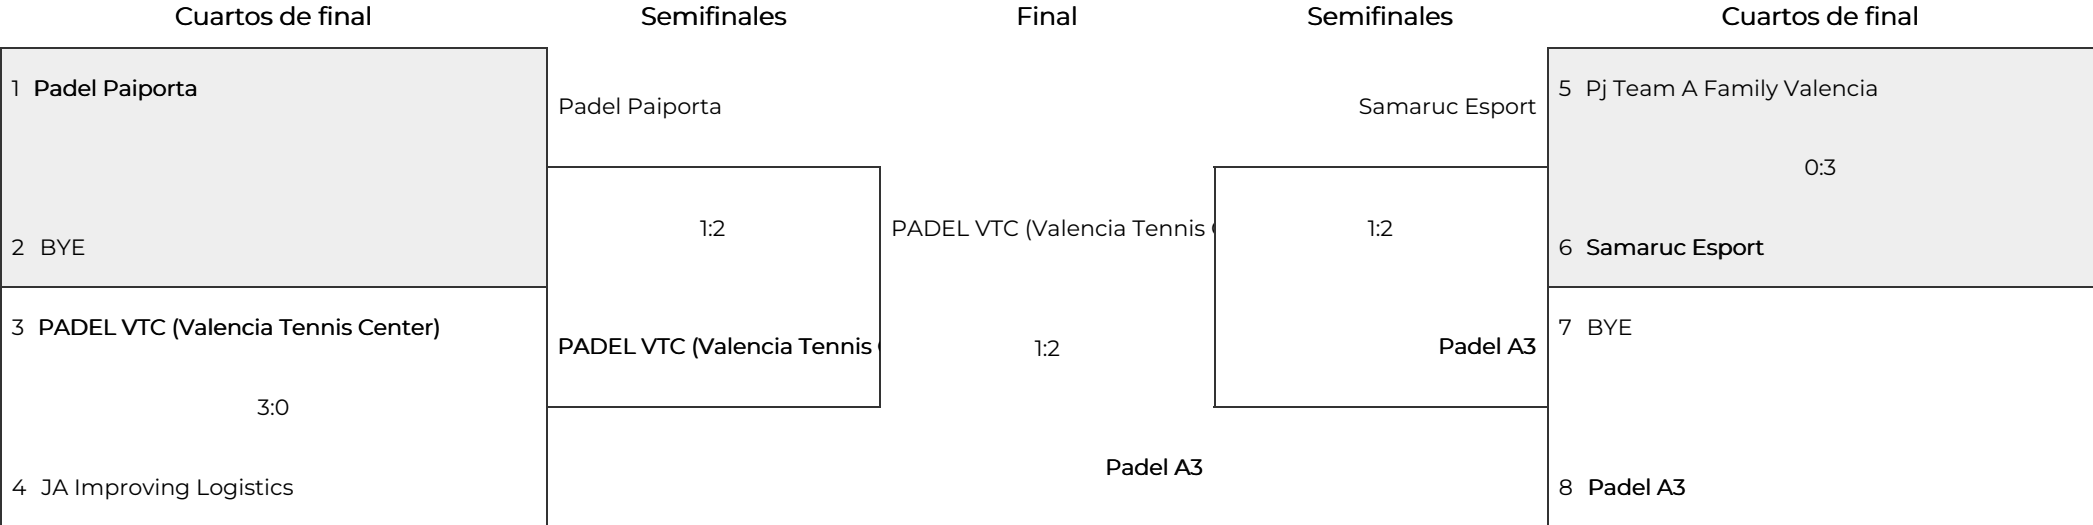 Cuartos de final
Semifinales
Final
Semifinales
Cuartos de final
1 Padel Paiporta
2 BYE
3 PADEL VTC (Valencia Tennis Center)
3:0
4 JA Improving Logistics
Padel Paiporta
1:2
PADEL VTC (Valencia Tennis
PADEL VTC (Valencia Tennis
1:2
Padel A3
Samaruc Esport
1:2
Padel A3
5 Pj Team A Family Valencia
0:3
6 Samaruc Esport
7 BYE
8 Padel A3